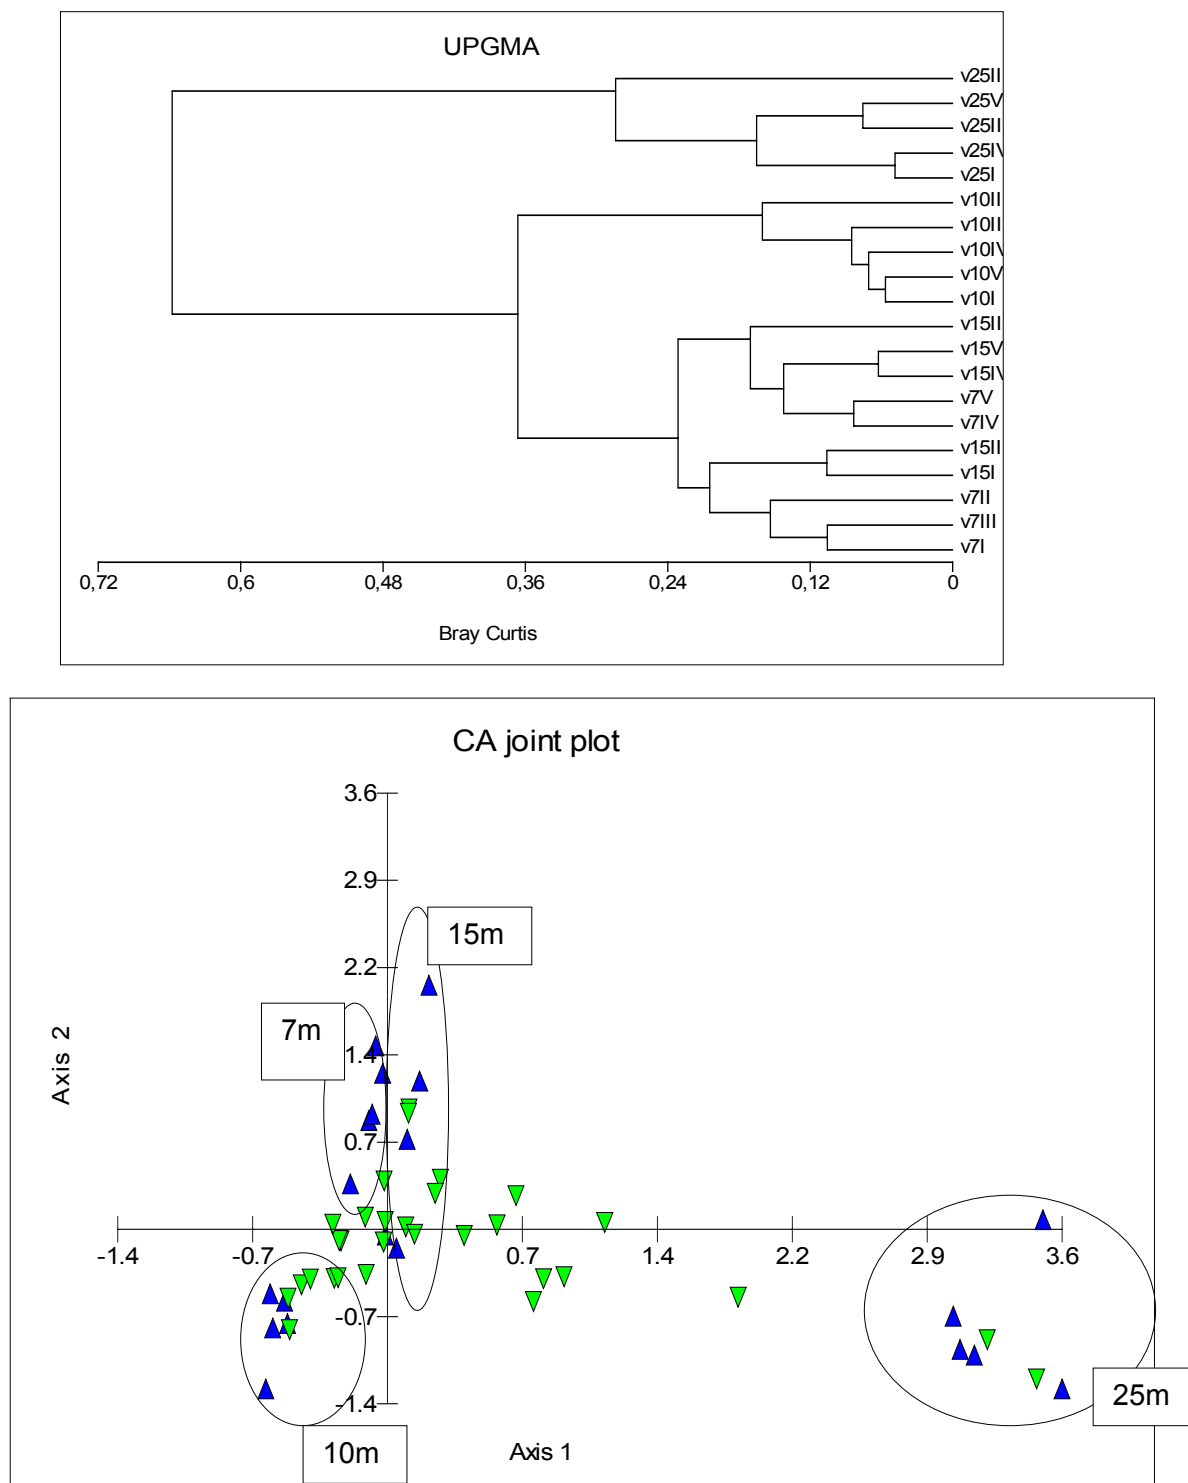 UPGMA
v25II
v25V
v25II
v25IV
v25I
v10II
v10II
v10IV
v10V
v10I
v15II
v15V
v15IV
v7V
v7IV
v15II
v15I
v7II
v7III
v7I
0,72 0,6 0,48 0,36 0,24 0,12 0
Bray Curtis
CA joint plot
3.6
2.9
15m
2.2
7m
1.4
Axis 2
0.7
-1.4 -0.7 0.7 1.4 2.2 2.9 3.6
-0.7
-1.4
25m
10m
Axis 1